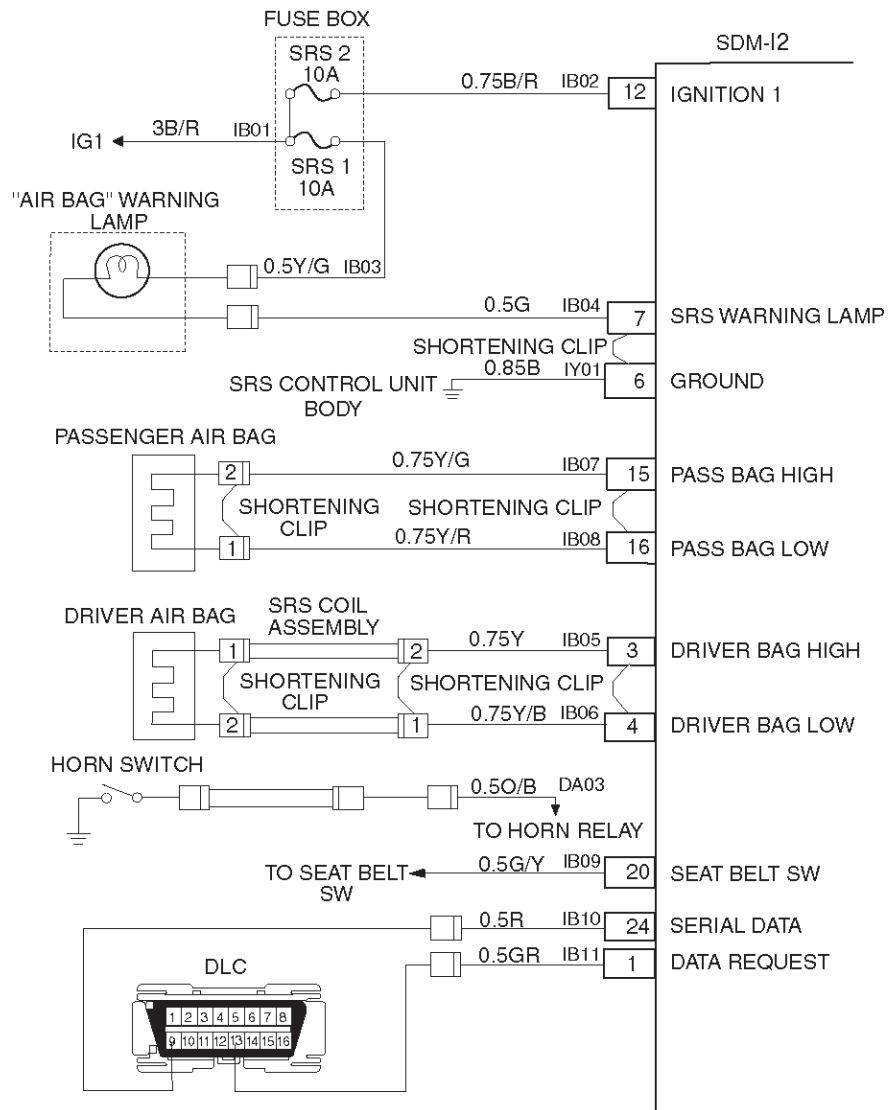 FUSE BOX
SDM-I2
SRS 2
10A
0.75B/R IB02 12 IGNITION 1
IG1 3B/R IB01
SRS 1
10A
"AIR BAG" WARNING
LAMP
0.5Y/G IB03
0.5G IB04 7 SRS WARNING LAMP
SHORTENING CLIP
SRS CONTROL UNIT
BODY
0.85B IY01 6 GROUND
PASSENGER AIR BAG
2 0.75Y/G IB07 15 PASS BAG HIGH
SHORTENING
CLIP
SHORTENING CLIP
1 0.75Y/R IB08 16 PASS BAG LOW
DRIVER AIR BAG
SRS COIL
ASSEMBLY
1 2 0.75Y IB05 3 DRIVER BAG HIGH
SHORTENING
CLIP
SHORTENING CLIP
2 1 0.75Y/B IB06 4 DRIVER BAG LOW
HORN SWITCH
0.5O/B DA03
TO HORN RELAY
TO SEAT BELT
SW
0.5G/Y IB09 20 SEAT BELT SW
0.5R IB10 24 SERIAL DATA
0.5GR IB11 1 DATA REQUEST
DLC
1 2 3 4 5 6 7 8
9 10 11 12 13 14 15 16